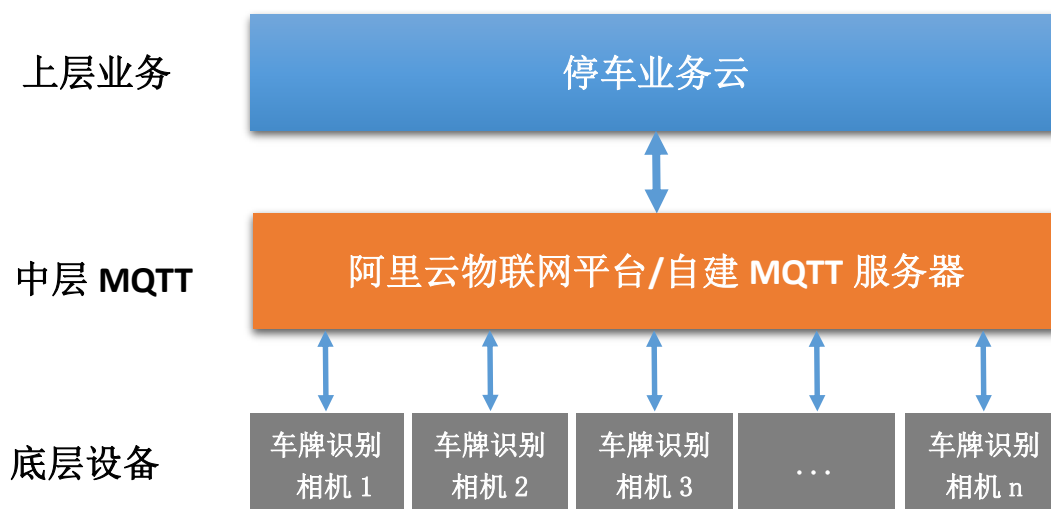 上层业务
停车业务云
中层 MQTT
阿里云物联网平台/自建 MQTT 服务器
底层设备
车牌识别
相机 1
车牌识别
相机 2
车牌识别
相机 3
...
车牌识别
相机 n